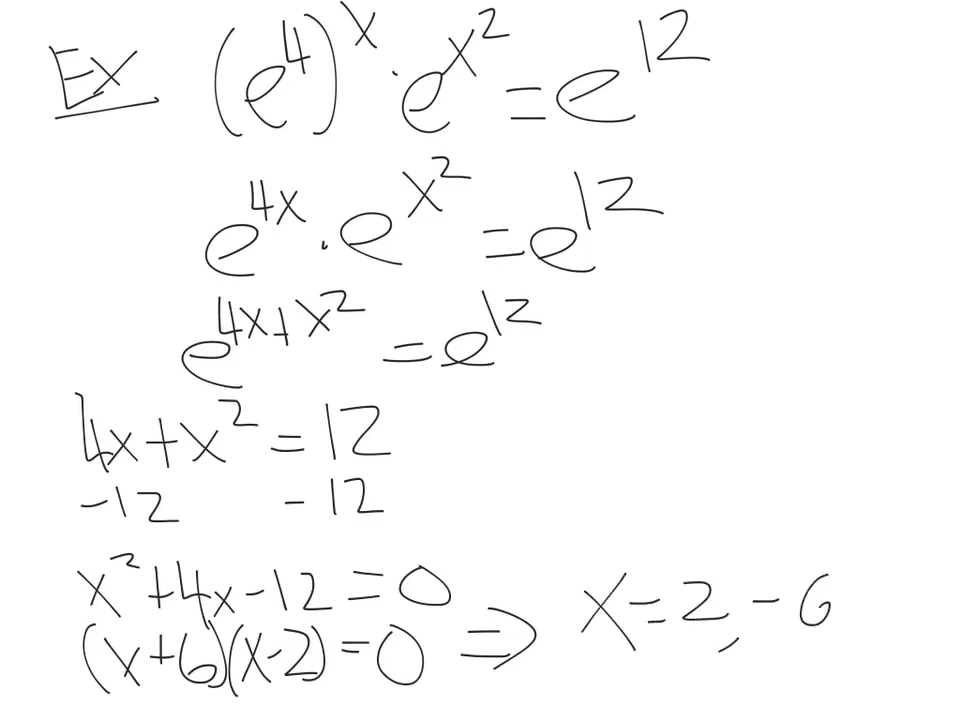 Ex (e^4)^x · e^{x^2} = e^{12}
e^{4x} · e^{x^2} = e^{12}
e^{4x+x^2} = e^{12}
4x+x^2 = 12
-12 -12
x^2+4x-12=0
(x+6)(x-2)=0 ⇒ x=2,-6